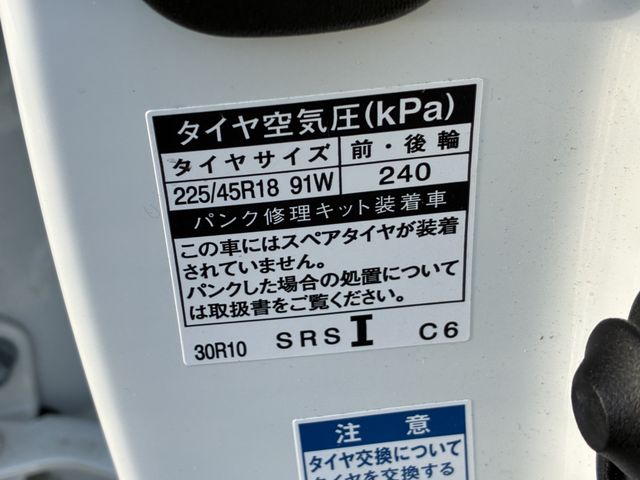 タイヤ空気圧(kPa)
タイヤサイズ 前・後輪
225/45R18 91W 240
パンク修理キット装着車
この車にはスペアタイヤが装着
されていません。
パンクした場合の処置について
は取扱書をご覧ください。
30R10 SRS I C6
注 意
タイヤ交換について
タイヤを交換する